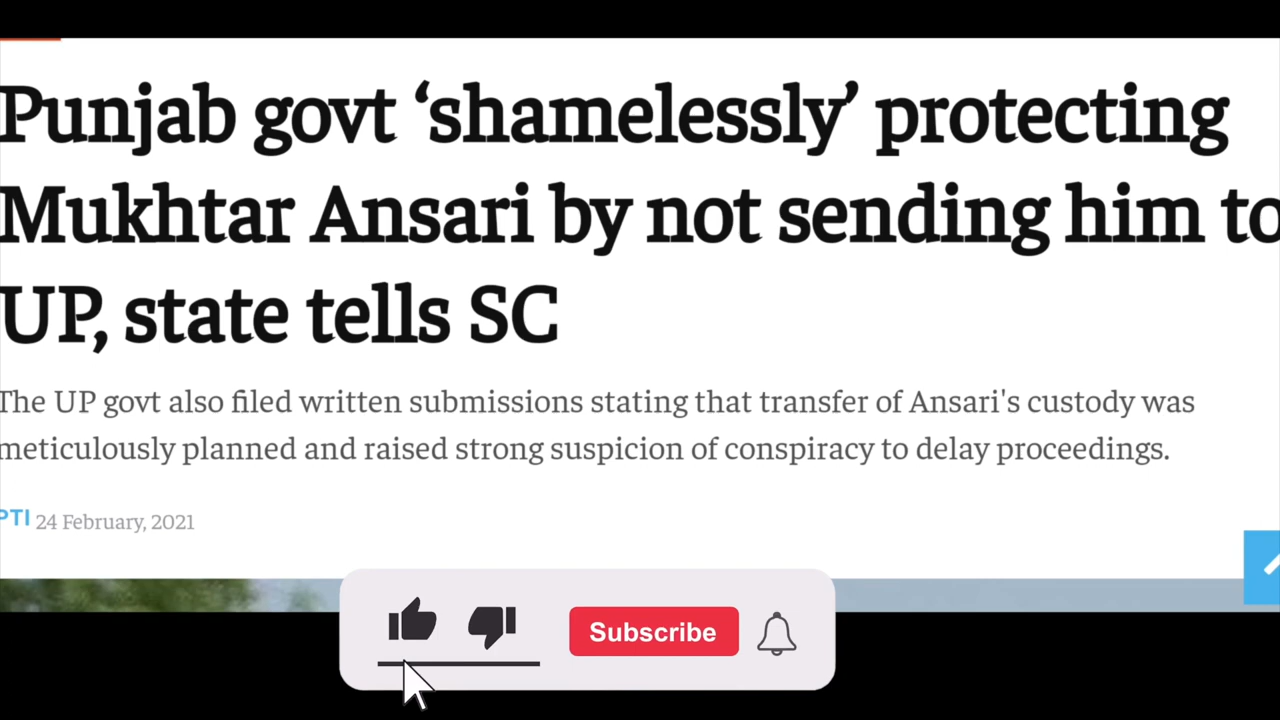 Punjab govt ‘shamelessly’ protecting
Mukhtar Ansari by not sending him to
UP, state tells SC
The UP govt also filed written submissions stating that transfer of Ansari's custody was
meticulously planned and raised strong suspicion of conspiracy to delay proceedings.
PTI 24 February, 2021
Subscribe